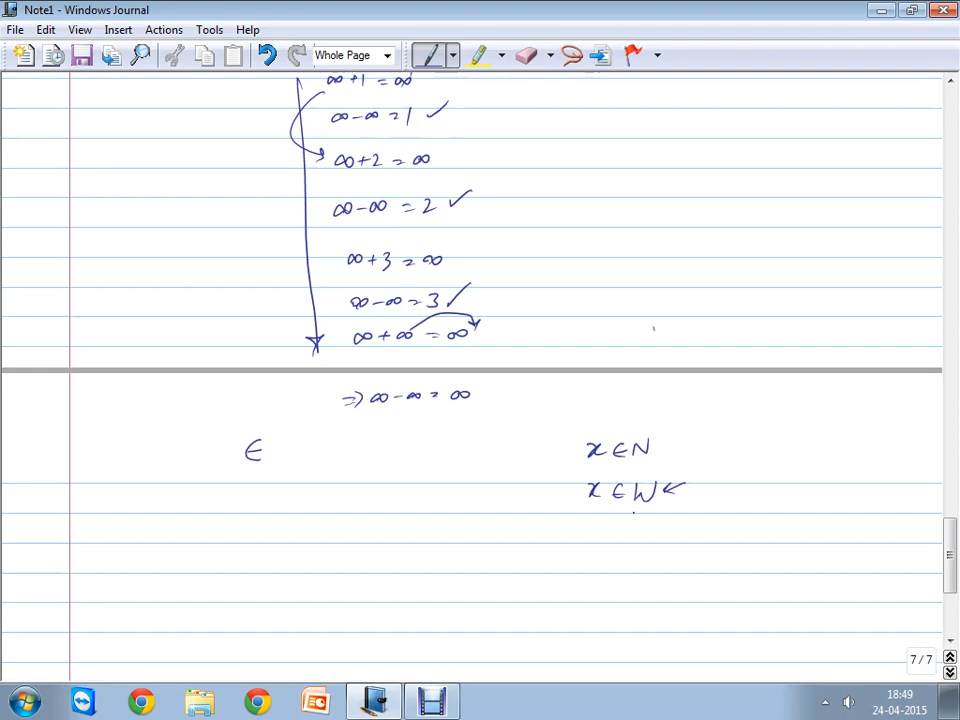 Note1 - Windows Journal
File Edit View Insert Actions Tools Help
Whole Page
∞ + 1 = ∞
∞ - ∞ = 1 ✓
∞ + 2 = ∞
∞ - ∞ = 2 ✓
∞ + 3 = ∞
∞ - ∞ = 3 ✓
∞ + ∞ = ∞
⇒ ∞ - ∞ = ∞
∈
x ∈ N
x ∈ W ←
7 / 7
18:49
24-04-2015